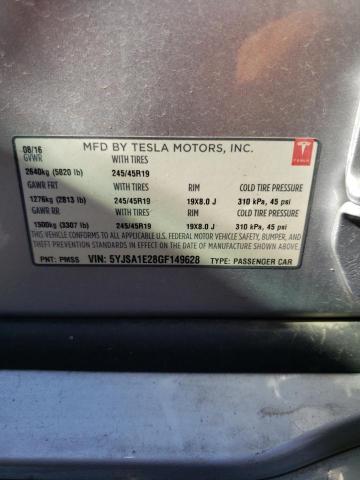 08/16 MFD BY TESLA MOTORS, INC.
GVWR WITH TIRES
2640kg (5820 lb) 245/45R19
TESLA
GAWR FRT WITH TIRES RIM COLD TIRE PRESSURE
1276kg (2813 lb) 245/45R19 19X8.0 J 310 kPa, 45 psi
GAWR RR WITH TIRES RIM COLD TIRE PRESSURE
1500kg (3307 lb) 245/45R19 19X8.0 J 310 kPa, 45 psi
THIS VEHICLE CONFORMS TO ALL APPLICABLE U.S. FEDERAL MOTOR VEHICLE SAFETY, BUMPER, AND
THEFT PREVENTION STANDARDS IN EFFECT ON THE DATE OF MANUFACTURE SHOWN ABOVE.
PNT: PMSS VIN: 5YJSA1E28GF149628 TYPE: PASSENGER CAR